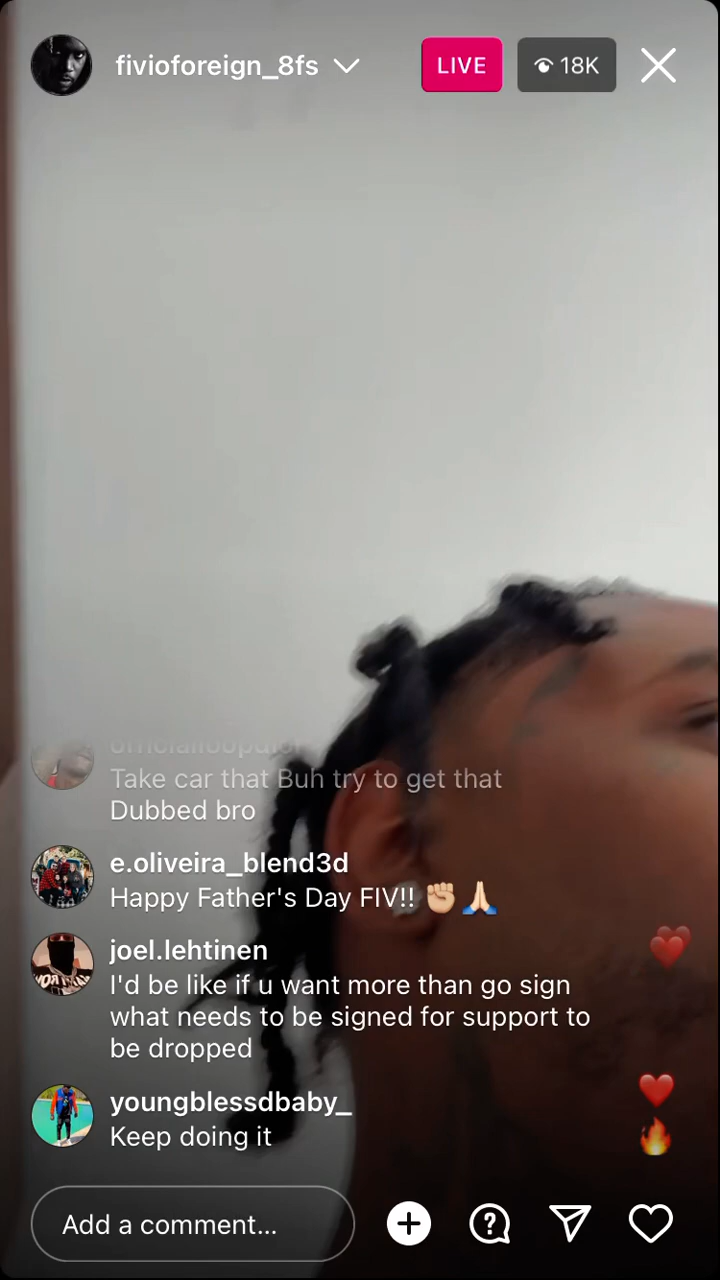 fivioforeign_8fs
LIVE
18K
Take car that Buh try to get that
Dubbed bro
e.oliveira_blend3d
Happy Father's Day FIV!! ✊🏼🙏🏼
joel.lehtinen
I'd be like if u want more than go sign
what needs to be signed for support to
be dropped
youngblessdbaby_
Keep doing it
Add a comment...